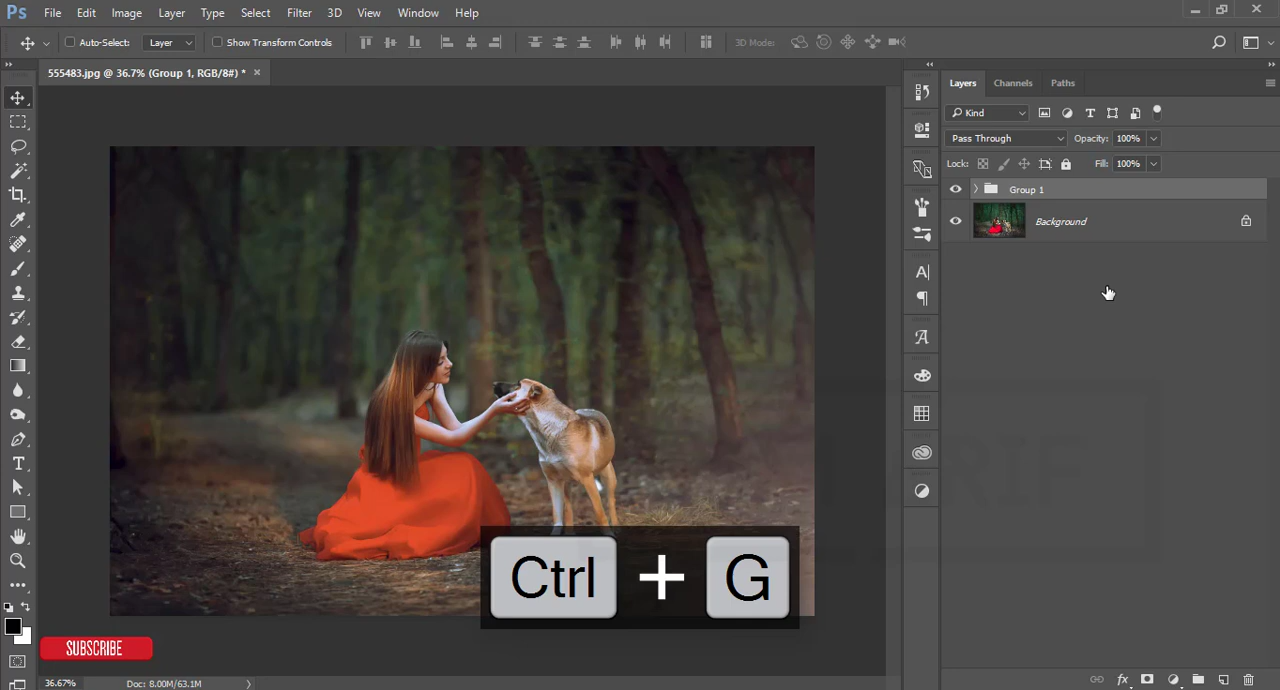 Ps File Edit Image Layer Type Select Filter 3D View Window Help
Auto-Select: Layer Show Transform Controls 3D Mode:
555483.jpg @ 36.7% (Group 1, RGB/8#) * ×
Layers Channels Paths
Kind
Pass Through Opacity: 100%
Lock: Fill: 100%
Group 1
Background
Ctrl + G
SUBSCRIBE
36.67% Doc: 8.00M/63.1M